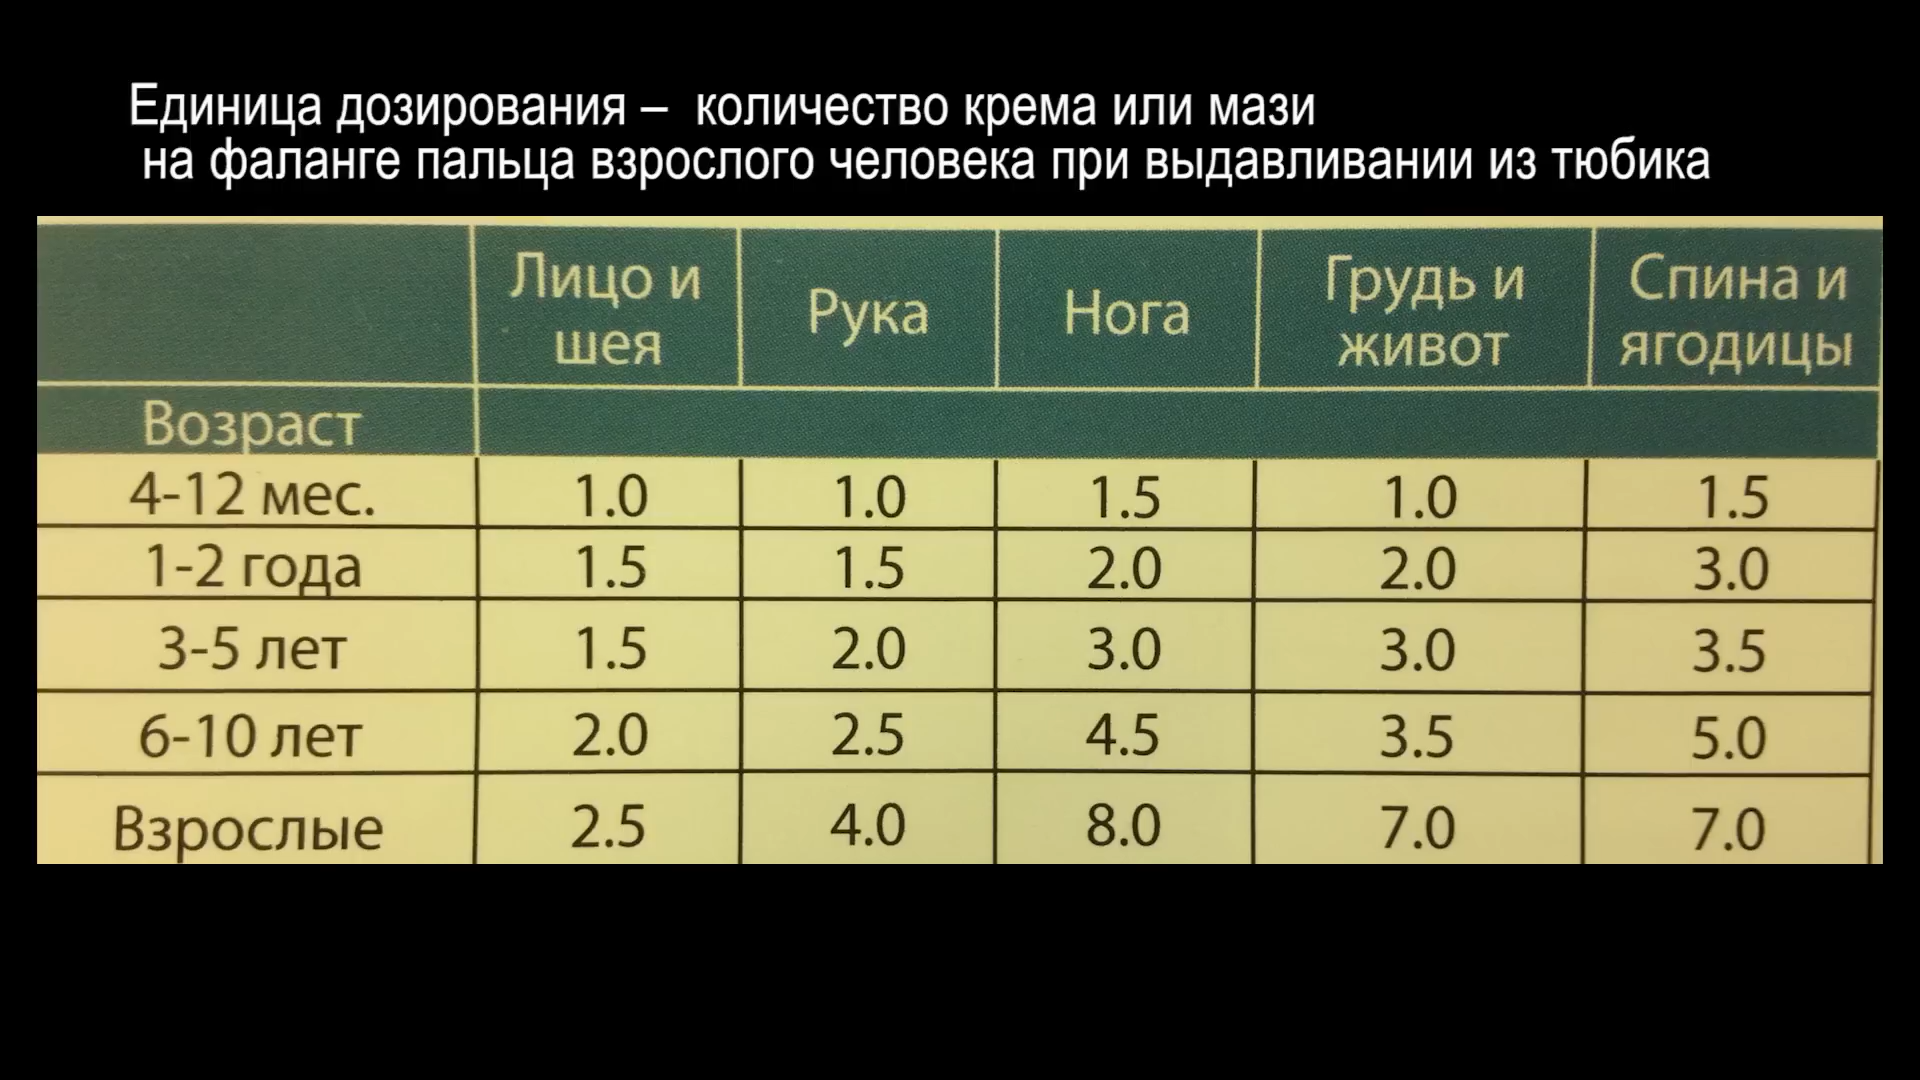 Единица дозирования – количество крема или мази
на фаланге пальца взрослого человека при выдавливании из тюбика
Лицо и шея Рука Нога Грудь и живот Спина и ягодицы
Возраст
4-12 мес. 1.0 1.0 1.5 1.0 1.5
1-2 года 1.5 1.5 2.0 2.0 3.0
3-5 лет 1.5 2.0 3.0 3.0 3.5
6-10 лет 2.0 2.5 4.5 3.5 5.0
Взрослые 2.5 4.0 8.0 7.0 7.0